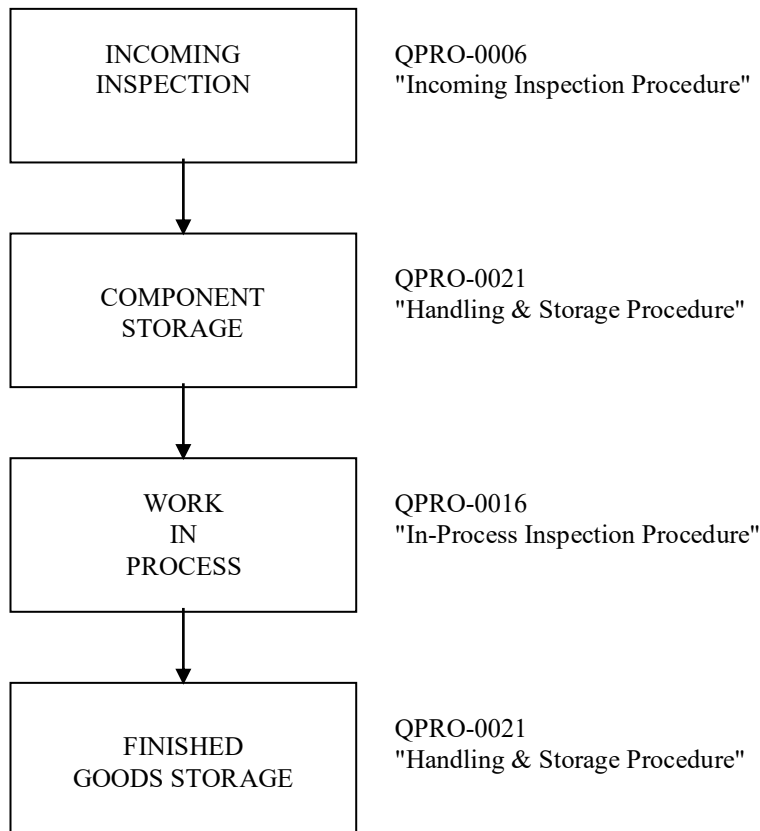 INCOMING
INSPECTION
QPRO-0006
"Incoming Inspection Procedure"
COMPONENT
STORAGE
QPRO-0021
"Handling & Storage Procedure"
WORK
IN
PROCESS
QPRO-0016
"In-Process Inspection Procedure"
FINISHED
GOODS STORAGE
QPRO-0021
"Handling & Storage Procedure"